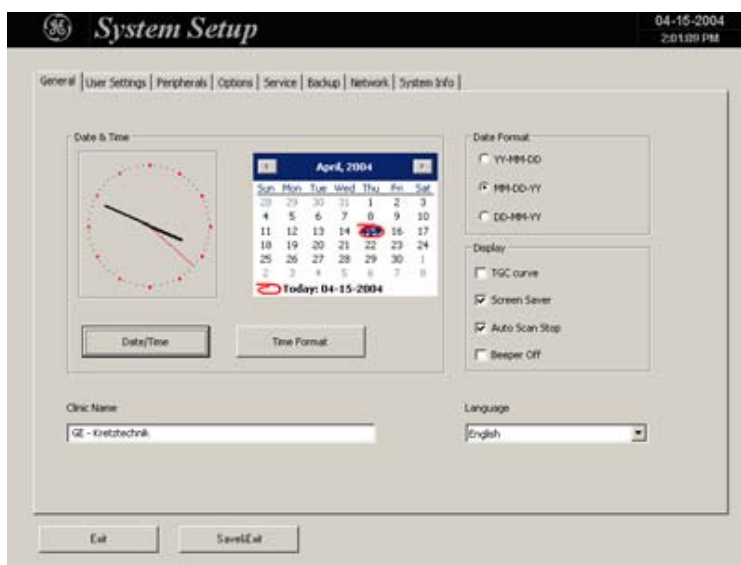 System Setup
04-15-2004
2:01:09 PM
General User Settings Peripherals Options Service Backup Network System Info
Date & Time
April, 2004
Sun Mon Tue Wed Thu Fri Sat
28 29 30 31 1 2 3
4 5 6 7 8 9 10
11 12 13 14 15 16 17
18 19 20 21 22 23 24
25 26 27 28 29 30 1
2 3 4 5 6 7 8
Today: 04-15-2004
Date/Time
Time Format
Date Format
YY-MM-DD
MM-DD-YY
DD-MM-YY
Display
TGC curve
Screen Saver
Auto Scan Stop
Beeper Off
Clinic Name
GE - Kretztechnik
Language
English
Exit
Save&Exit